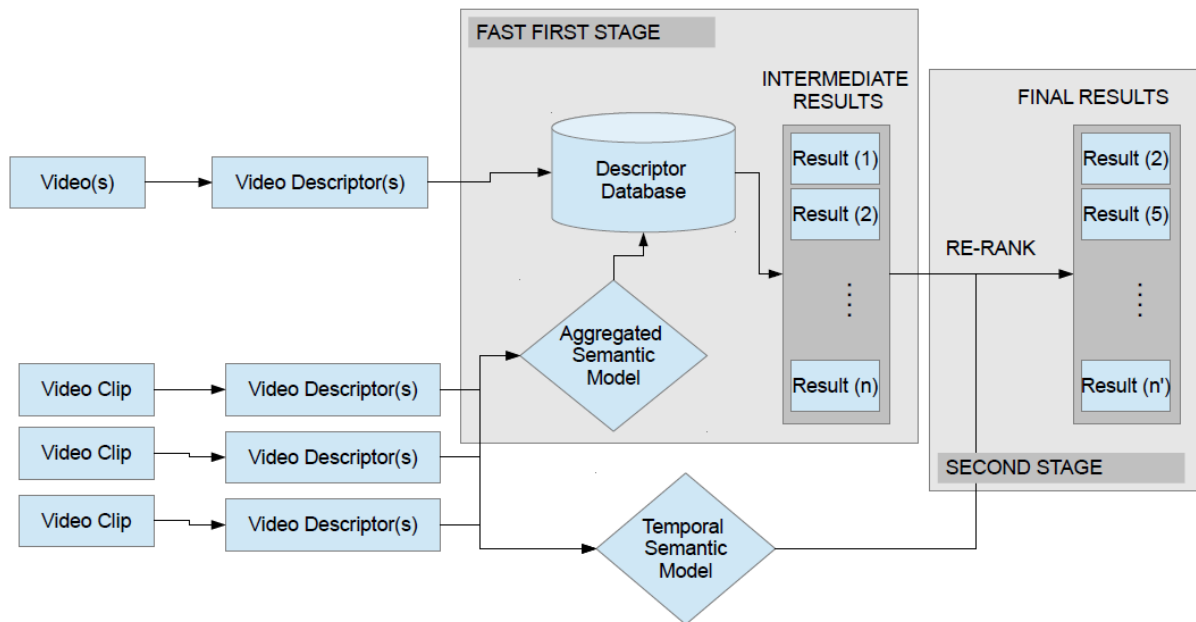 FAST FIRST STAGE
INTERMEDIATE
RESULTS
FINAL RESULTS
Video(s)
Video Descriptor(s)
Descriptor
Database
Result (1)
Result (2)
Result (n)
RE-RANK
Result (2)
Result (5)
Result (n')
Aggregated
Semantic
Model
Video Clip
Video Descriptor(s)
Video Clip
Video Descriptor(s)
Video Clip
Video Descriptor(s)
SECOND STAGE
Temporal
Semantic
Model